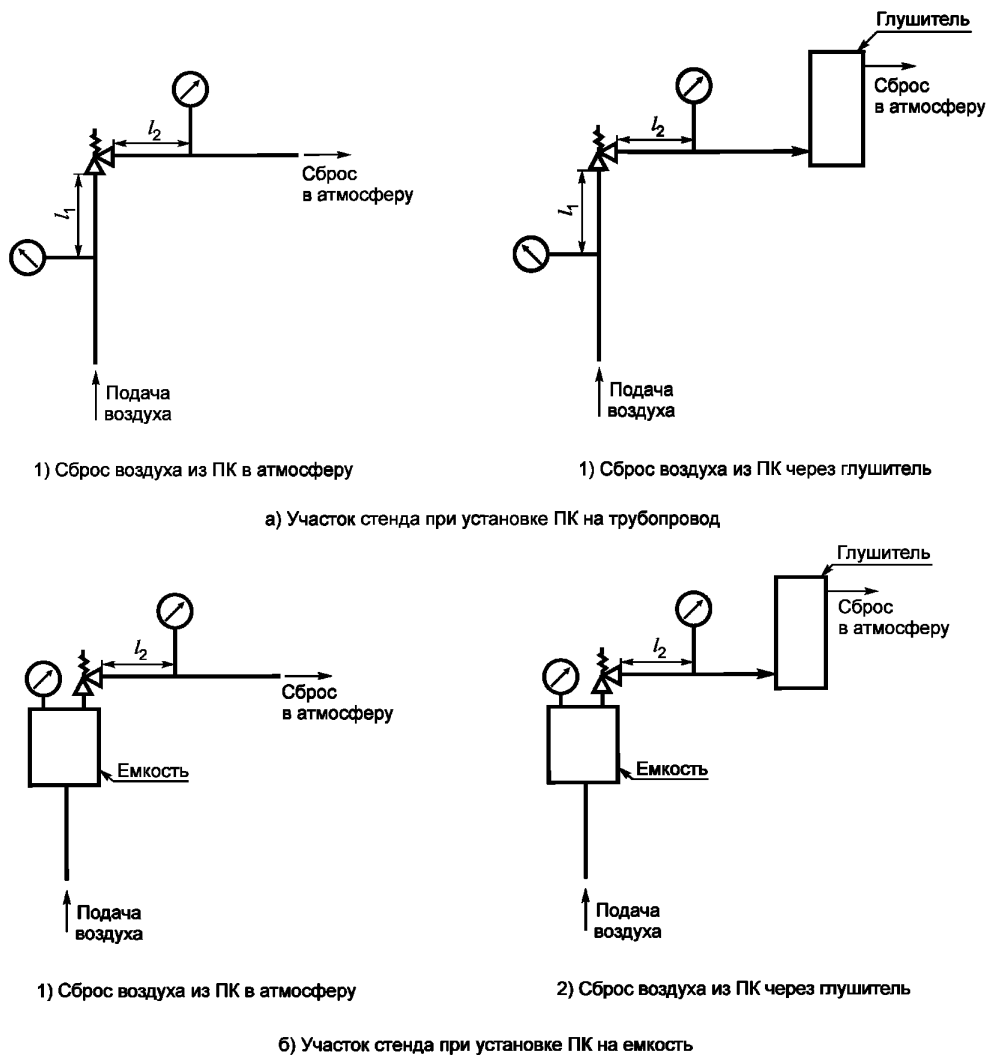 Глушитель
Сброс
в атмосферу
l2
l2
Сброс
в атмосферу
l1
l1
Подача
воздуха
Подача
воздуха
1) Сброс воздуха из ПК в атмосферу
1) Сброс воздуха из ПК через глушитель
а) Участок стенда при установке ПК на трубопровод
Глушитель
Сброс
в атмосферу
l2
l2
Сброс
в атмосферу
Емкость
Емкость
Подача
воздуха
Подача
воздуха
1) Сброс воздуха из ПК в атмосферу
2) Сброс воздуха из ПК через глушитель
б) Участок стенда при установке ПК на емкость